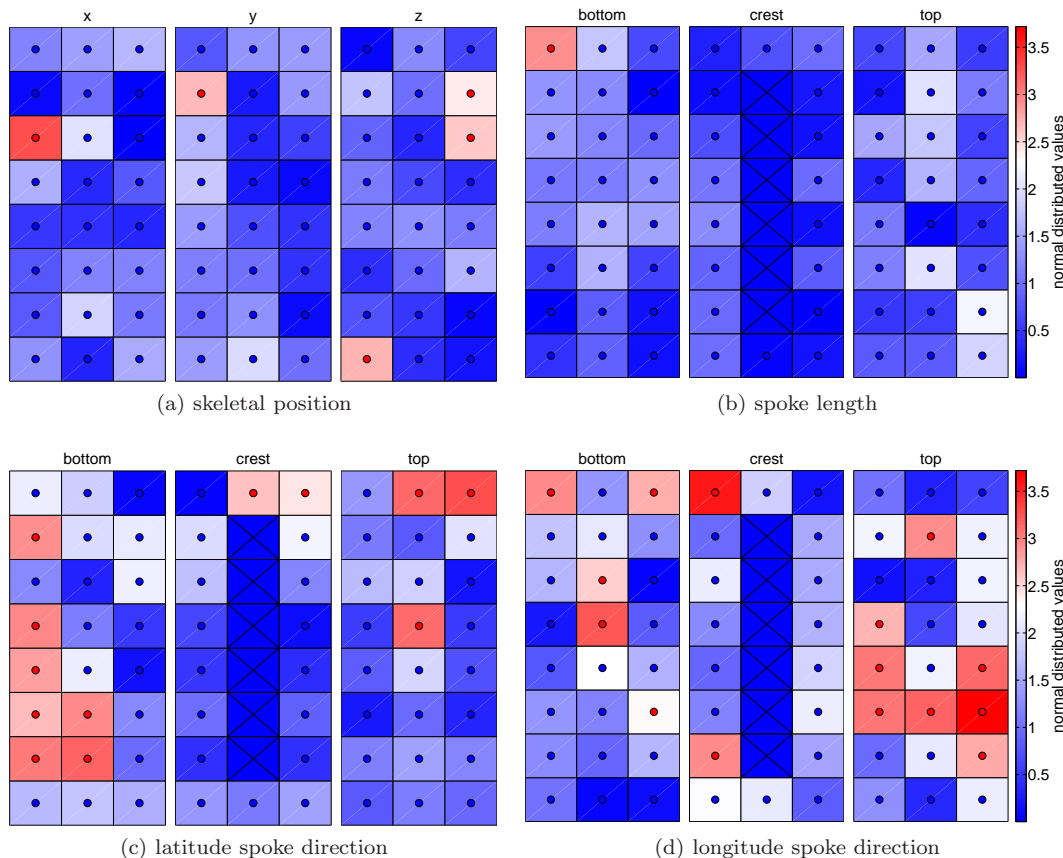 x y z
bottom crest top
3.5
3
2.5
2
1.5
1
0.5
normal distributed values
(a) skeletal position
(b) spoke length
bottom crest top
bottom crest top
3.5
3
2.5
2
1.5
1
0.5
normal distributed values
(c) latitude spoke direction
(d) longitude spoke direction